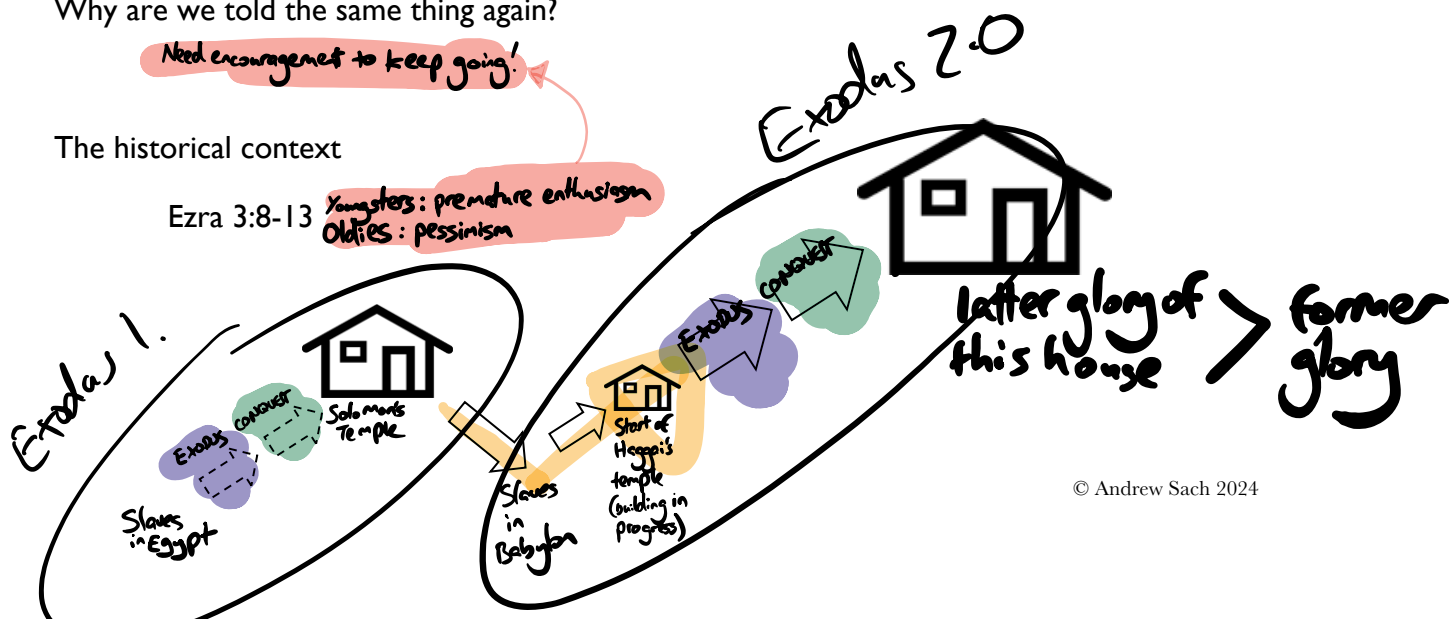 Why are we told the same thing again?
Need encouragement to keep going!
The historical context
Ezra 3:8-13
Youngsters: premature enthusiasm
Oldies: pessimism
Exodus 1.
Slaves
in Egypt
EXODUS
CONQUEST
Solomon's
Temple
Exodus 2.0
Slaves
in
Babylon
Start of
Haggai's
temple
(building in
progress)
EXODUS
CONQUEST
latter glory of
this house
>
former
glory
© Andrew Sach 2024